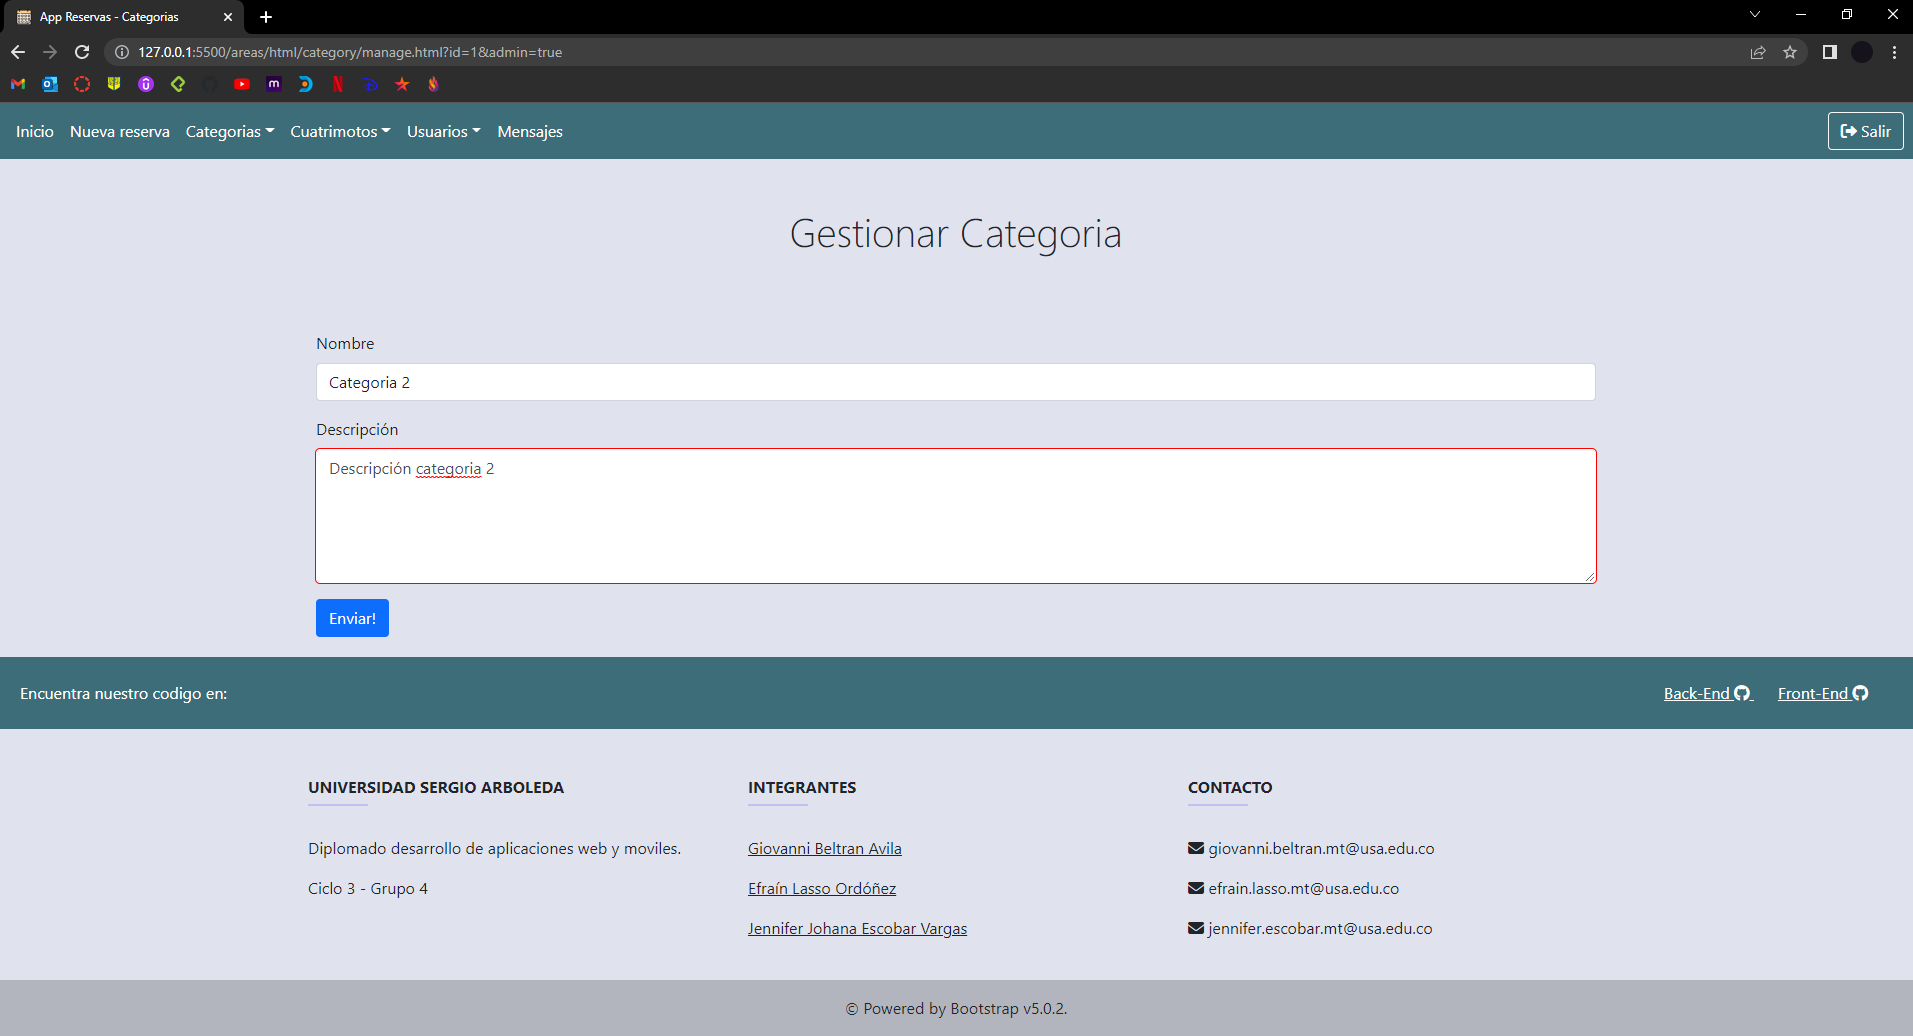 App Reservas - Categorias
127.0.0.1:5500/areas/html/category/manage.html?id=1&admin=true
Inicio
Nueva reserva
Categorias
Cuatrimotos
Usuarios
Mensajes
Salir
Gestionar Categoria
Nombre
Categoria 2
Descripción
Descripción categoria 2
Enviar!
Encuentra nuestro codigo en:
Back-End
Front-End
UNIVERSIDAD SERGIO ARBOLEDA
Diplomado desarrollo de aplicaciones web y moviles.
Ciclo 3 - Grupo 4
INTEGRANTES
Giovanni Beltran Avila
Efraín Lasso Ordóñez
Jennifer Johana Escobar Vargas
CONTACTO
giovanni.beltran.mt@usa.edu.co
efrain.lasso.mt@usa.edu.co
jennifer.escobar.mt@usa.edu.co
© Powered by Bootstrap v5.0.2.